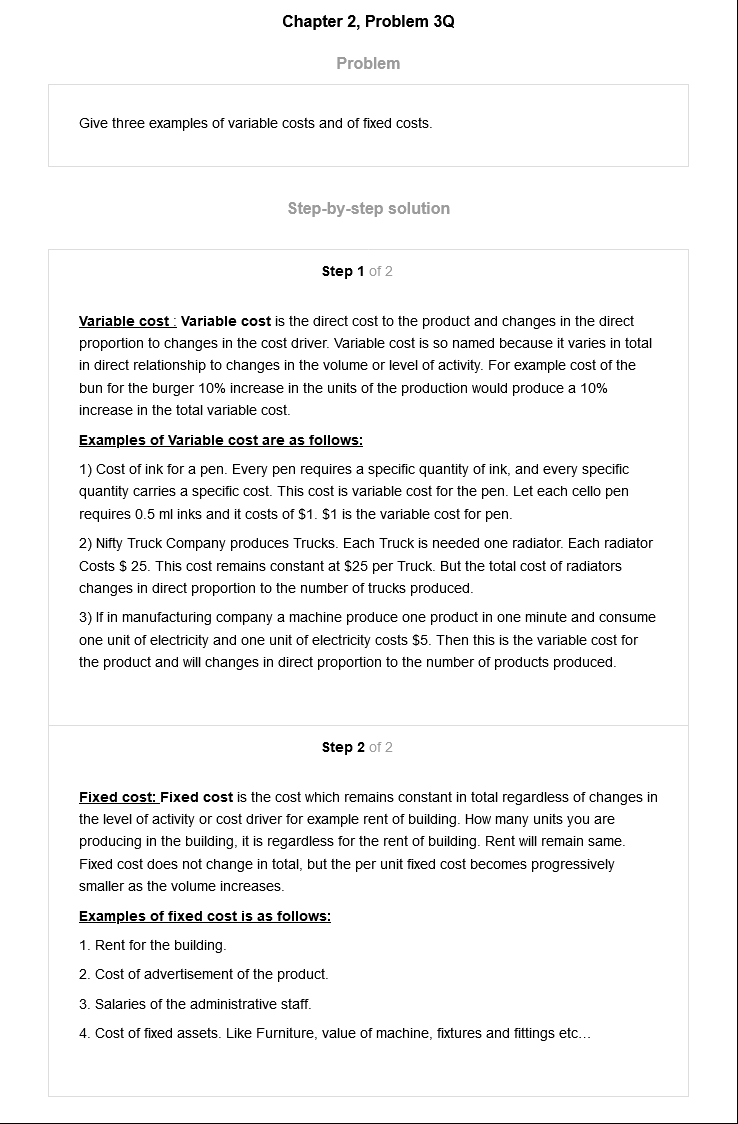 Chapter 2, Problem 3Q
Problem
Give three examples of variable costs and of fixed costs.
Step-by-step solution
Step 1 of 2
Variable cost : Variable cost is the direct cost to the product and changes in the direct
proportion to changes in the cost driver. Variable cost is so named because it varies in total
in direct relationship to changes in the volume or level of activity. For example cost of the
bun for the burger 10% increase in the units of the production would produce a 10%
increase in the total variable cost.
Examples of Variable cost are as follows:
1) Cost of ink for a pen. Every pen requires a specific quantity of ink, and every specific
quantity carries a specific cost. This cost is variable cost for the pen. Let each cello pen
requires 0.5 ml inks and it costs of $1. $1 is the variable cost for pen.
2) Nifty Truck Company produces Trucks. Each Truck is needed one radiator. Each radiator
Costs $ 25. This cost remains constant at $25 per Truck. But the total cost of radiators
changes in direct proportion to the number of trucks produced.
3) If in manufacturing company a machine produce one product in one minute and consume
one unit of electricity and one unit of electricity costs $5. Then this is the variable cost for
the product and will changes in direct proportion to the number of products produced.
Step 2 of 2
Fixed cost: Fixed cost is the cost which remains constant in total regardless of changes in
the level of activity or cost driver for example rent of building. How many units you are
producing in the building, it is regardless for the rent of building. Rent will remain same.
Fixed cost does not change in total, but the per unit fixed cost becomes progressively
smaller as the volume increases.
Examples of fixed cost is as follows:
1. Rent for the building.
2. Cost of advertisement of the product.
3. Salaries of the administrative staff.
4. Cost of fixed assets. Like Furniture, value of machine, fixtures and fittings etc…